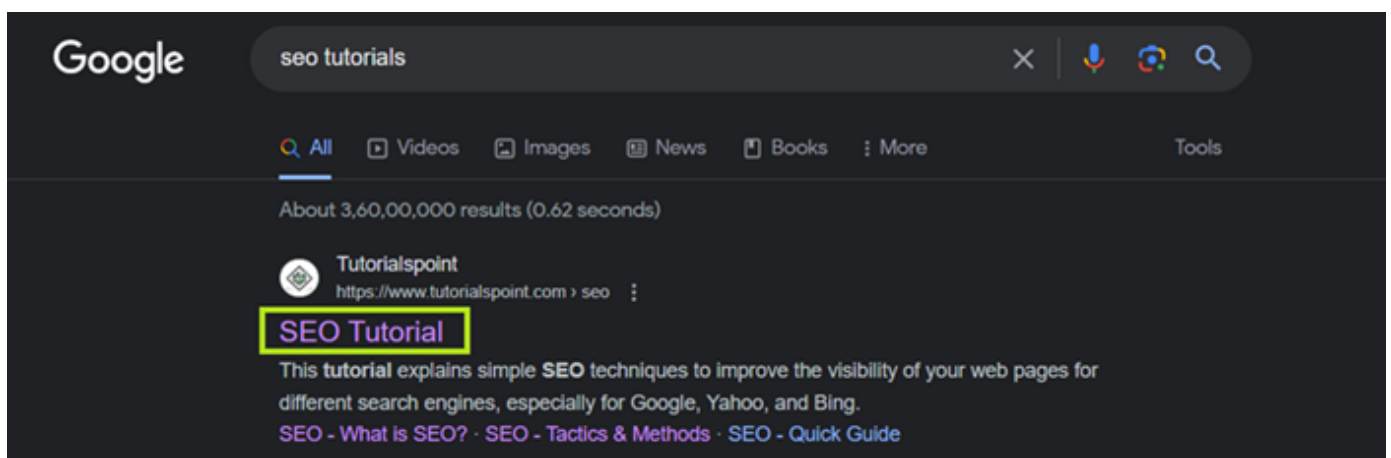 Google
seo tutorials
All Videos Images News Books More Tools
About 3,60,00,000 results (0.62 seconds)
Tutorialspoint
https://www.tutorialspoint.com › seo
SEO Tutorial
This tutorial explains simple SEO techniques to improve the visibility of your web pages for
different search engines, especially for Google, Yahoo, and Bing.
SEO - What is SEO? · SEO - Tactics & Methods · SEO - Quick Guide